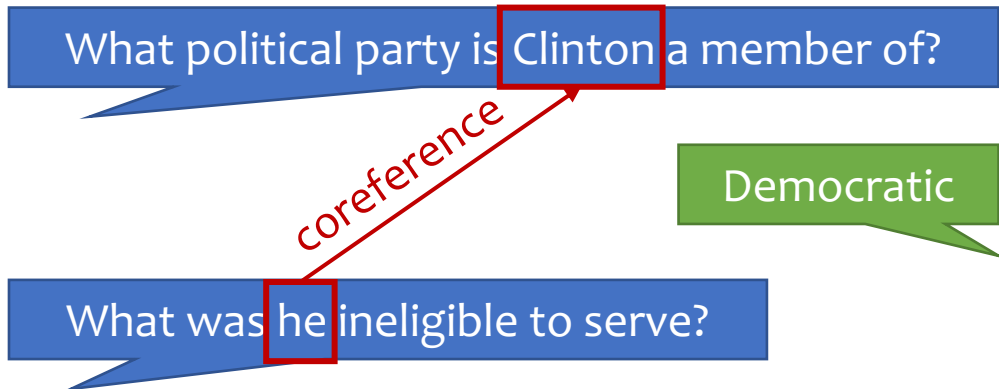 What political party is Clinton a member of?
coreference
Democratic
What was he ineligible to serve?